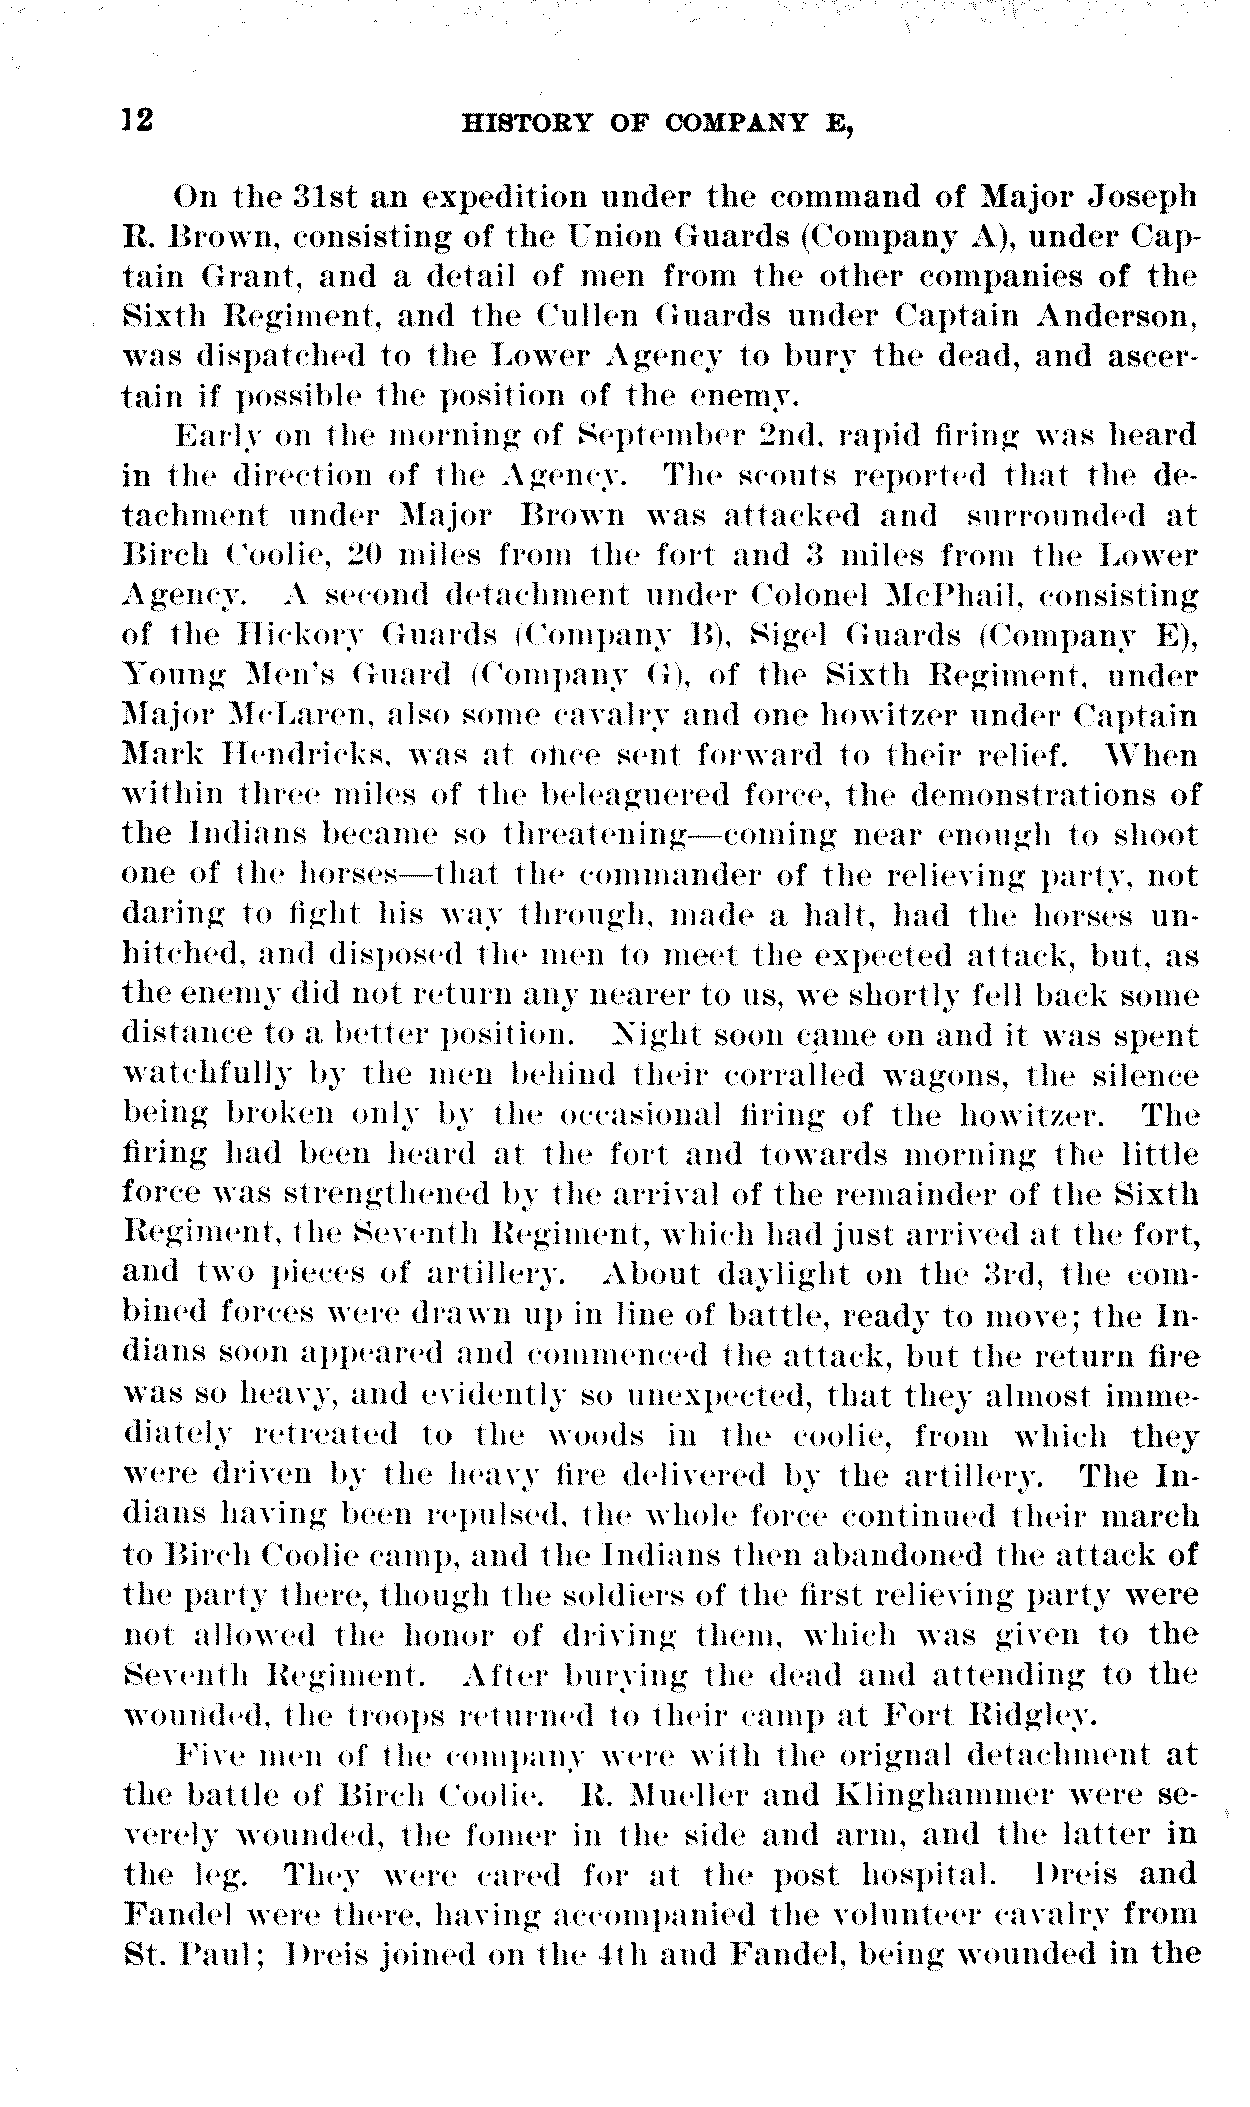 12 HISTORY OF COMPANY E,
On the 31st an expedition under the command of Major Joseph
R. Brown, consisting of the Union Guards (Company A), under Cap-
tain Grant, and a detail of men from the other companies of the
Sixth Regiment, and the Cullen Guards under Captain Anderson,
was dispatched to the Lower Agency to bury the dead, and ascer-
tain if possible the position of the enemy.
Early on the morning of September 2nd, rapid firing was heard
in the direction of the Agency. The scouts reported that the de-
tachment under Major Brown was attacked and surrounded at
Birch Coolie, 20 miles from the fort and 3 miles from the Lower
Agency. A second detachment under Colonel McPhail, consisting
of the Hickory Guards (Company B), Sigel Guards (Company E),
Young Men's Guard (Company G), of the Sixth Regiment, under
Major McLaren, also some cavalry and one howitzer under Captain
Mark Hendricks, was at once sent forward to their relief. When
within three miles of the beleaguered force, the demonstrations of
the Indians became so threatening—coming near enough to shoot
one of the horses—that the commander of the relieving party, not
daring to fight his way through, made a halt, had the horses un-
hitched, and disposed the men to meet the expected attack, but, as
the enemy did not return any nearer to us, we shortly fell back some
distance to a better position. Night soon came on and it was spent
watchfully by the men behind their corralled wagons, the silence
being broken only by the occasional firing of the howitzer. The
firing had been heard at the fort and towards morning the little
force was strengthened by the arrival of the remainder of the Sixth
Regiment, the Seventh Regiment, which had just arrived at the fort,
and two pieces of artillery. About daylight on the 3rd, the com-
bined forces were drawn up in line of battle, ready to move; the In-
dians soon appeared and commenced the attack, but the return fire
was so heavy, and evidently so unexpected, that they almost imme-
diately retreated to the woods in the coolie, from which they
were driven by the heavy fire delivered by the artillery. The In-
dians having been repulsed, the whole force continued their march
to Birch Coolie camp, and the Indians then abandoned the attack of
the party there, though the soldiers of the first relieving party were
not allowed the honor of driving them, which was given to the
Seventh Regiment. After burying the dead and attending to the
wounded, the troops returned to their camp at Fort Ridgley.
Five men of the company were with the orignal detachment at
the battle of Birch Coolie. R. Mueller and Klinghammer were se-
verely wounded, the fomer in the side and arm, and the latter in
the leg. They were cared for at the post hospital. Dreis and
Fandel were there, having accompanied the volunteer cavalry from
St. Paul; Dreis joined on the 4th and Fandel, being wounded in the